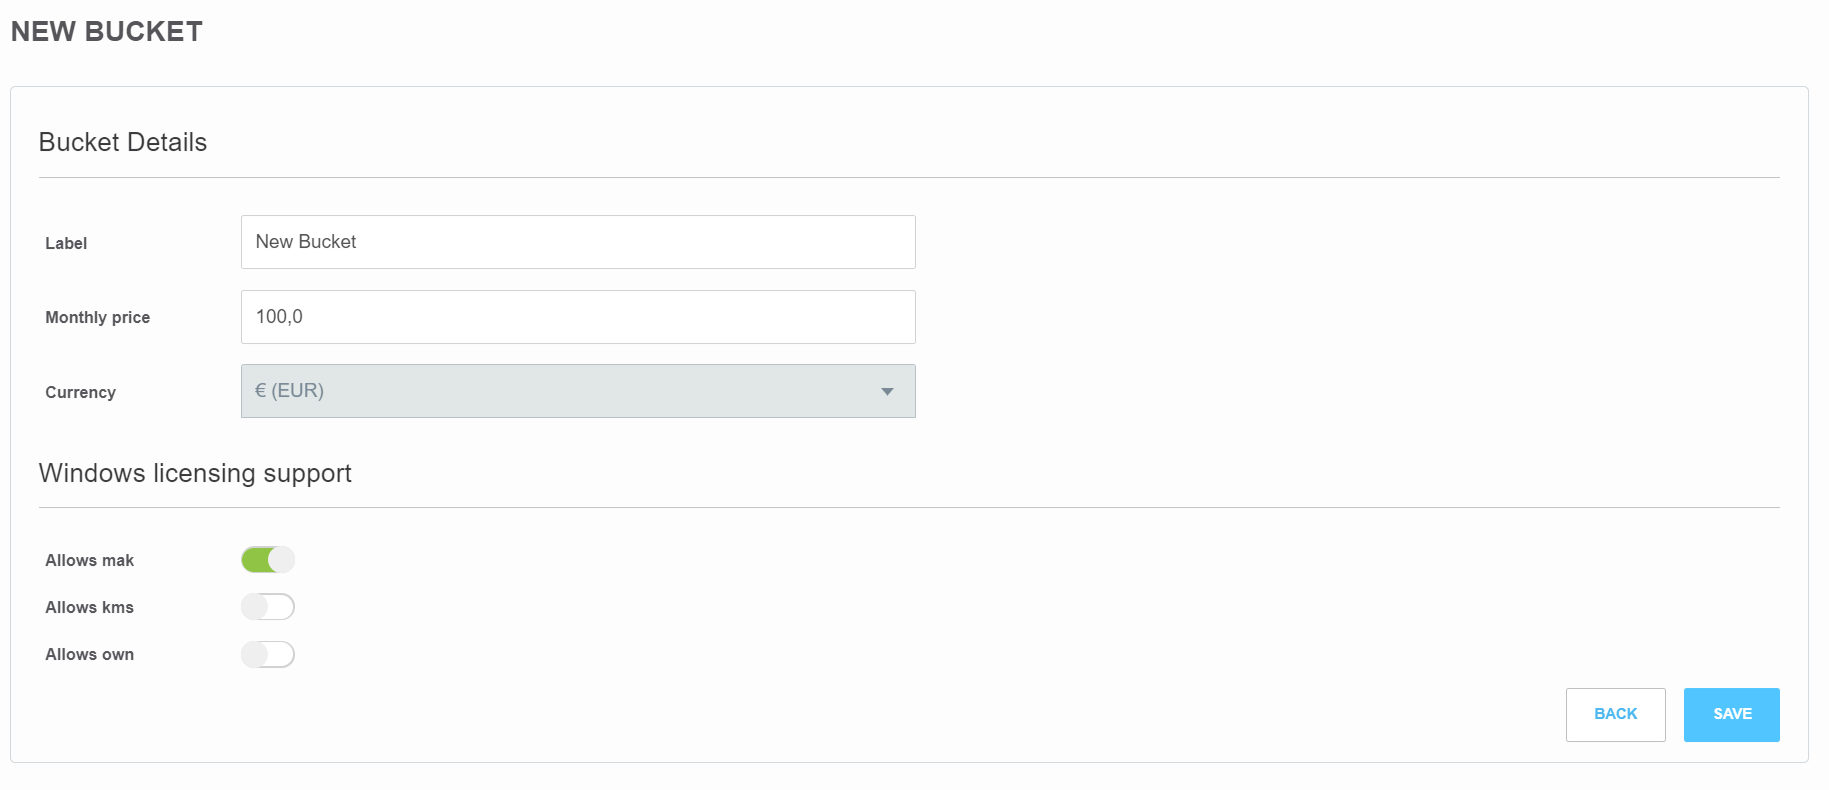 NEW BUCKET
Bucket Details
Label New Bucket
Monthly price 100,0
Currency € (EUR)
Windows licensing support
Allows mak
Allows kms
Allows own
BACK SAVE